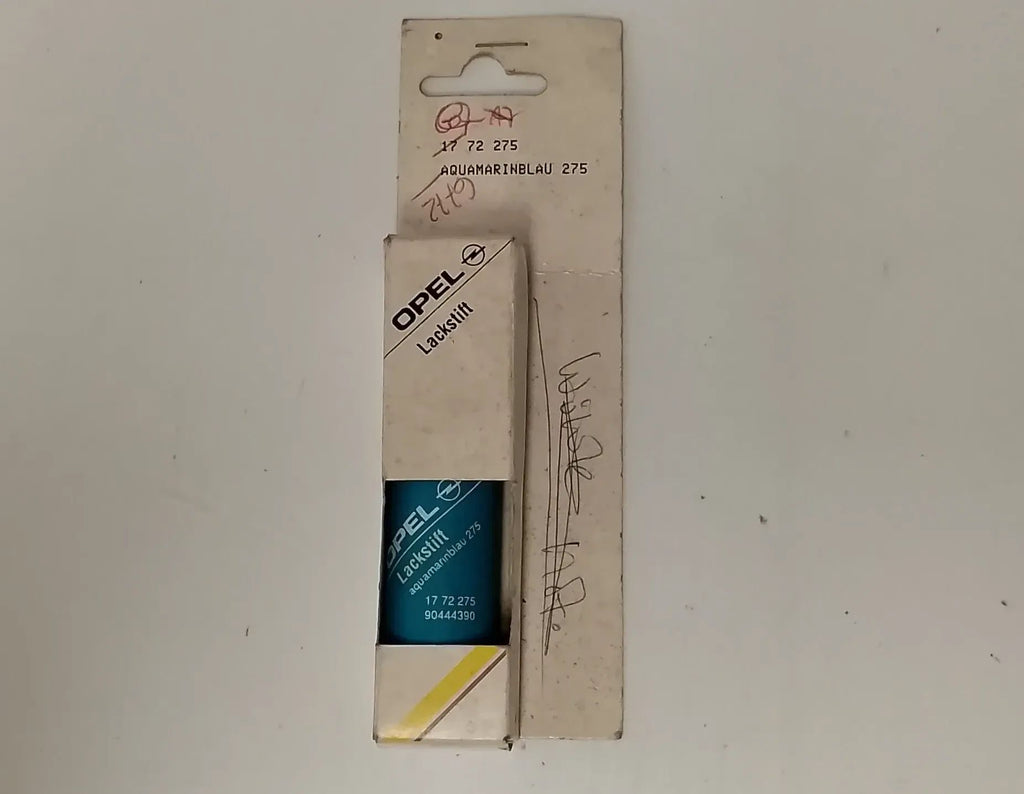 17 72 275
AQUAMARINBLAU 275
OPEL
Lackstift
OPEL
Lackstift
aquamarinblau 275
17 72 275
90444390